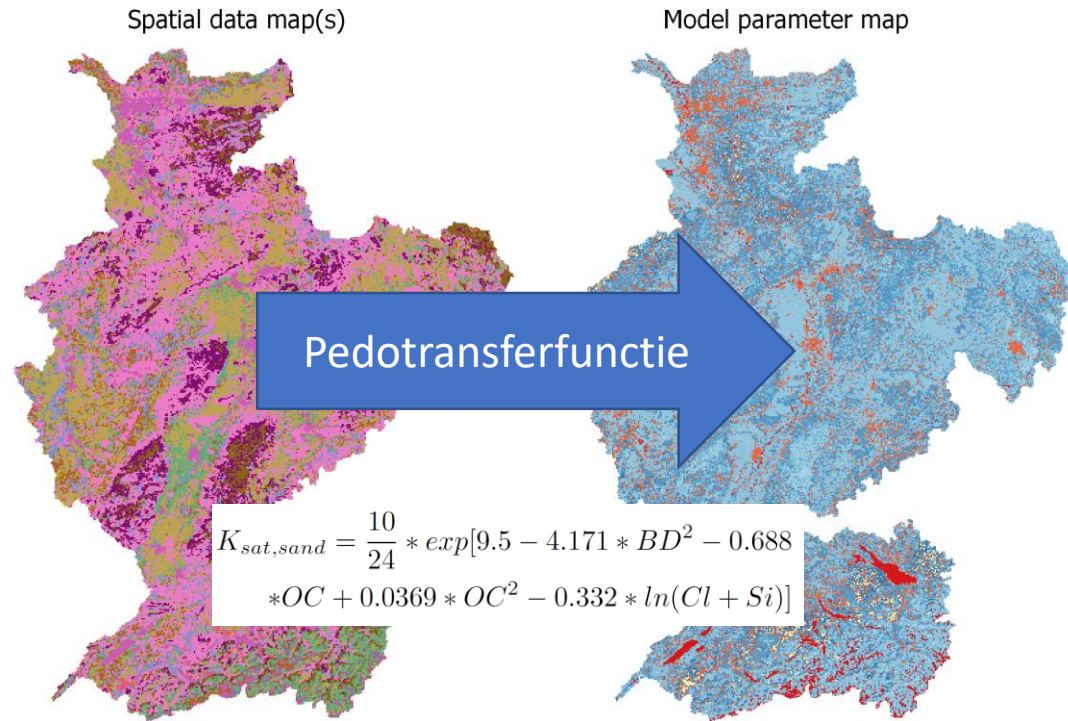 Spatial data map(s)
Model parameter map
Pedotransferfunctie
K_{sat,sand} = \frac{10}{24} * exp[9.5 − 4.171 * BD^2 − 0.688
*OC + 0.0369 * OC^2 − 0.332 * ln(Cl + Si)]